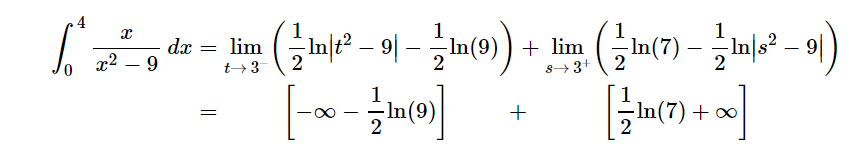 ∫₀⁴ x/(x² − 9) dx = lim_{t→3⁻} (1/2 ln|t² − 9| − 1/2 ln(9)) + lim_{s→3⁺} (1/2 ln(7) − 1/2 ln|s² − 9|)
= [−∞ − 1/2 ln(9)] + [1/2 ln(7) + ∞]